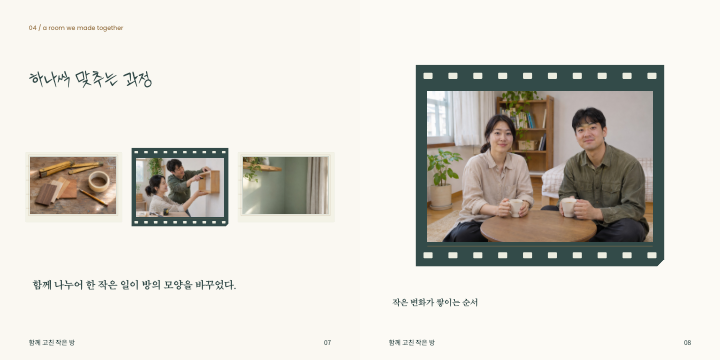 04 / a room we made together
하나씩 맞추는 과정
함께 나누어 한 작은 일이 방의 모양을 바꾸었다.
함께 고친 작은 방
07
작은 변화가 쌓이는 순서
함께 고친 작은 방
08